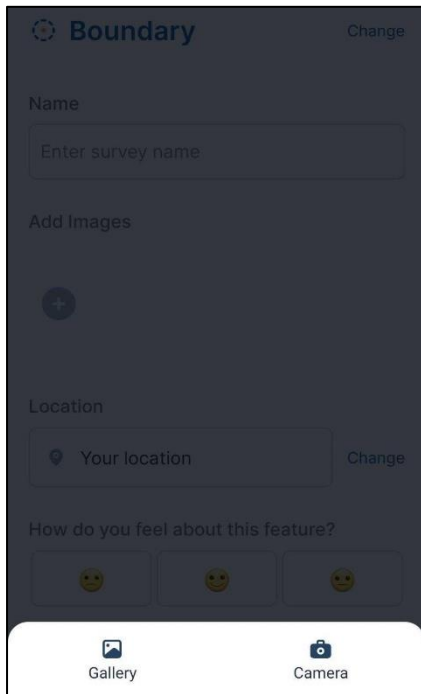 Boundary
Change
Name
Enter survey name
Add Images
Location
Your location
Change
How do you feel about this feature?
Gallery
Camera